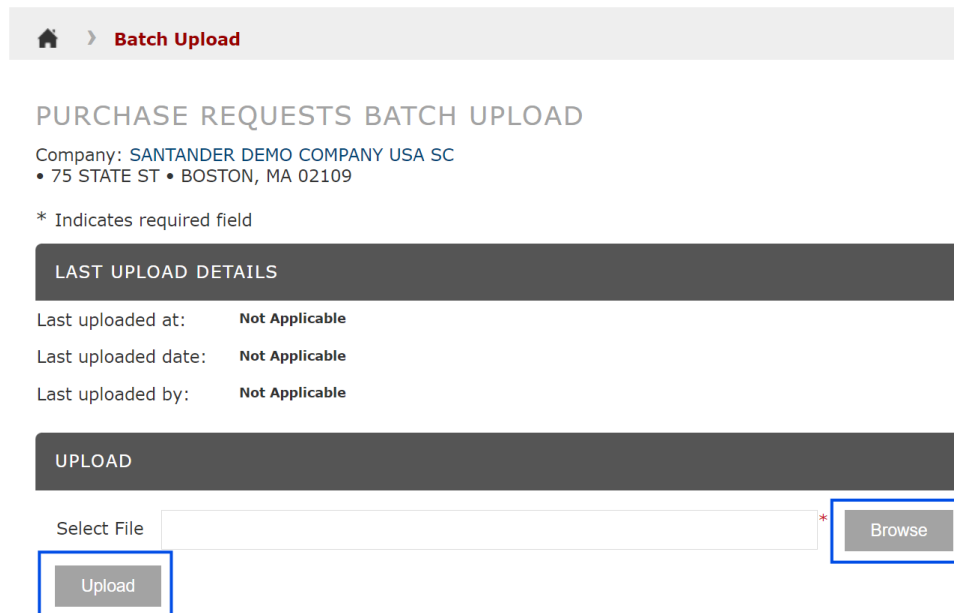 Batch Upload
PURCHASE REQUESTS BATCH UPLOAD
Company: SANTANDER DEMO COMPANY USA SC
• 75 STATE ST • BOSTON, MA 02109
* Indicates required field
LAST UPLOAD DETAILS
Last uploaded at: Not Applicable
Last uploaded date: Not Applicable
Last uploaded by: Not Applicable
UPLOAD
Select File * Browse
Upload